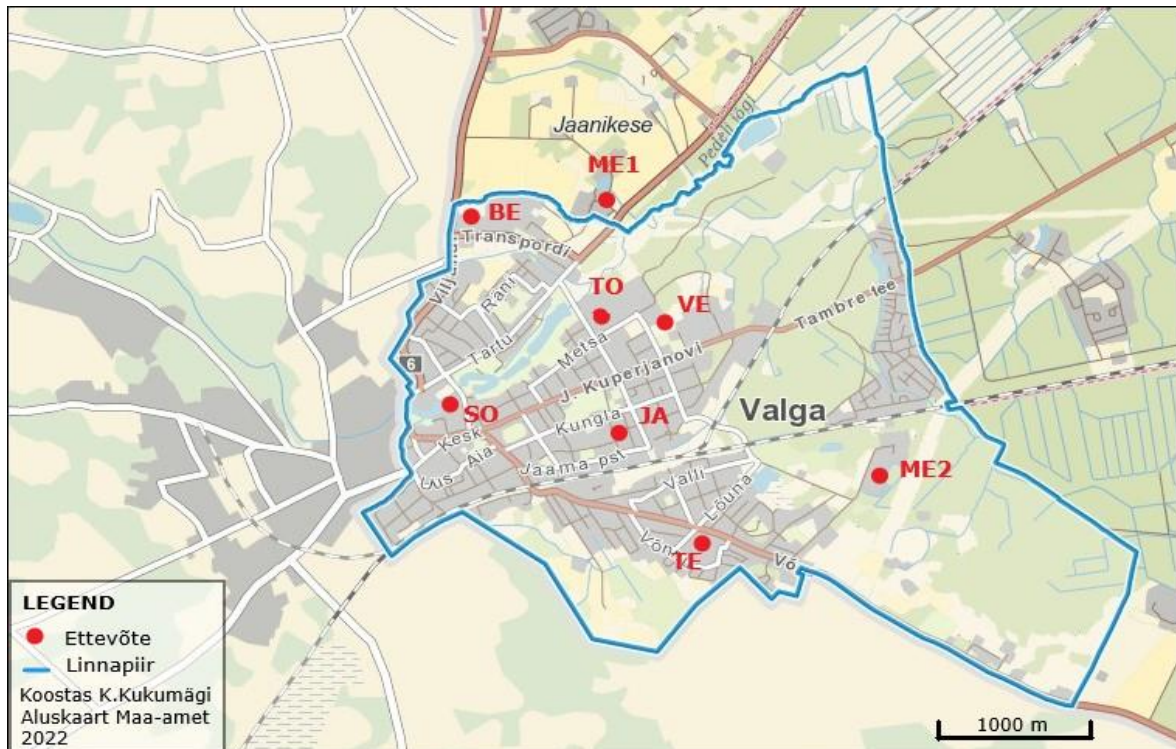 Jaanikese
Pedeli jõgi
ME1
BE
Transpordi
Viljandi
Rani
TO
VE
Tambre tee
Tartu
Metsa
J. Kuperjanovi
6
SO
Kesk
Kungla
JA
Valga
Uus
Aia
Jaama pst
Valli
Lõuna
ME2
TE
LEGEND
Ettevõte
Linnapiir
Koostas K.Kukumägi
Aluskaart Maa-amet
2022
1000 m